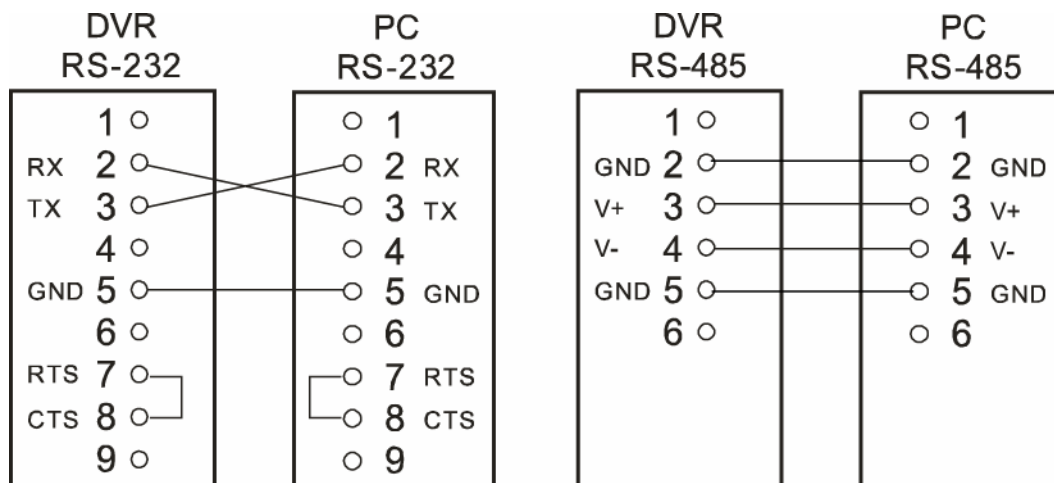 DVR PC DVR PC
RS-232 RS-232 RS-485 RS-485
1 1 1 1
RX 2 2 RX GND 2 2 GND
TX 3 3 TX V+ 3 3 V+
4 4 V- 4 4 V-
GND 5 5 GND GND 5 5 GND
6 6 6 6
RTS 7 7 RTS
CTS 8 8 CTS
9 9